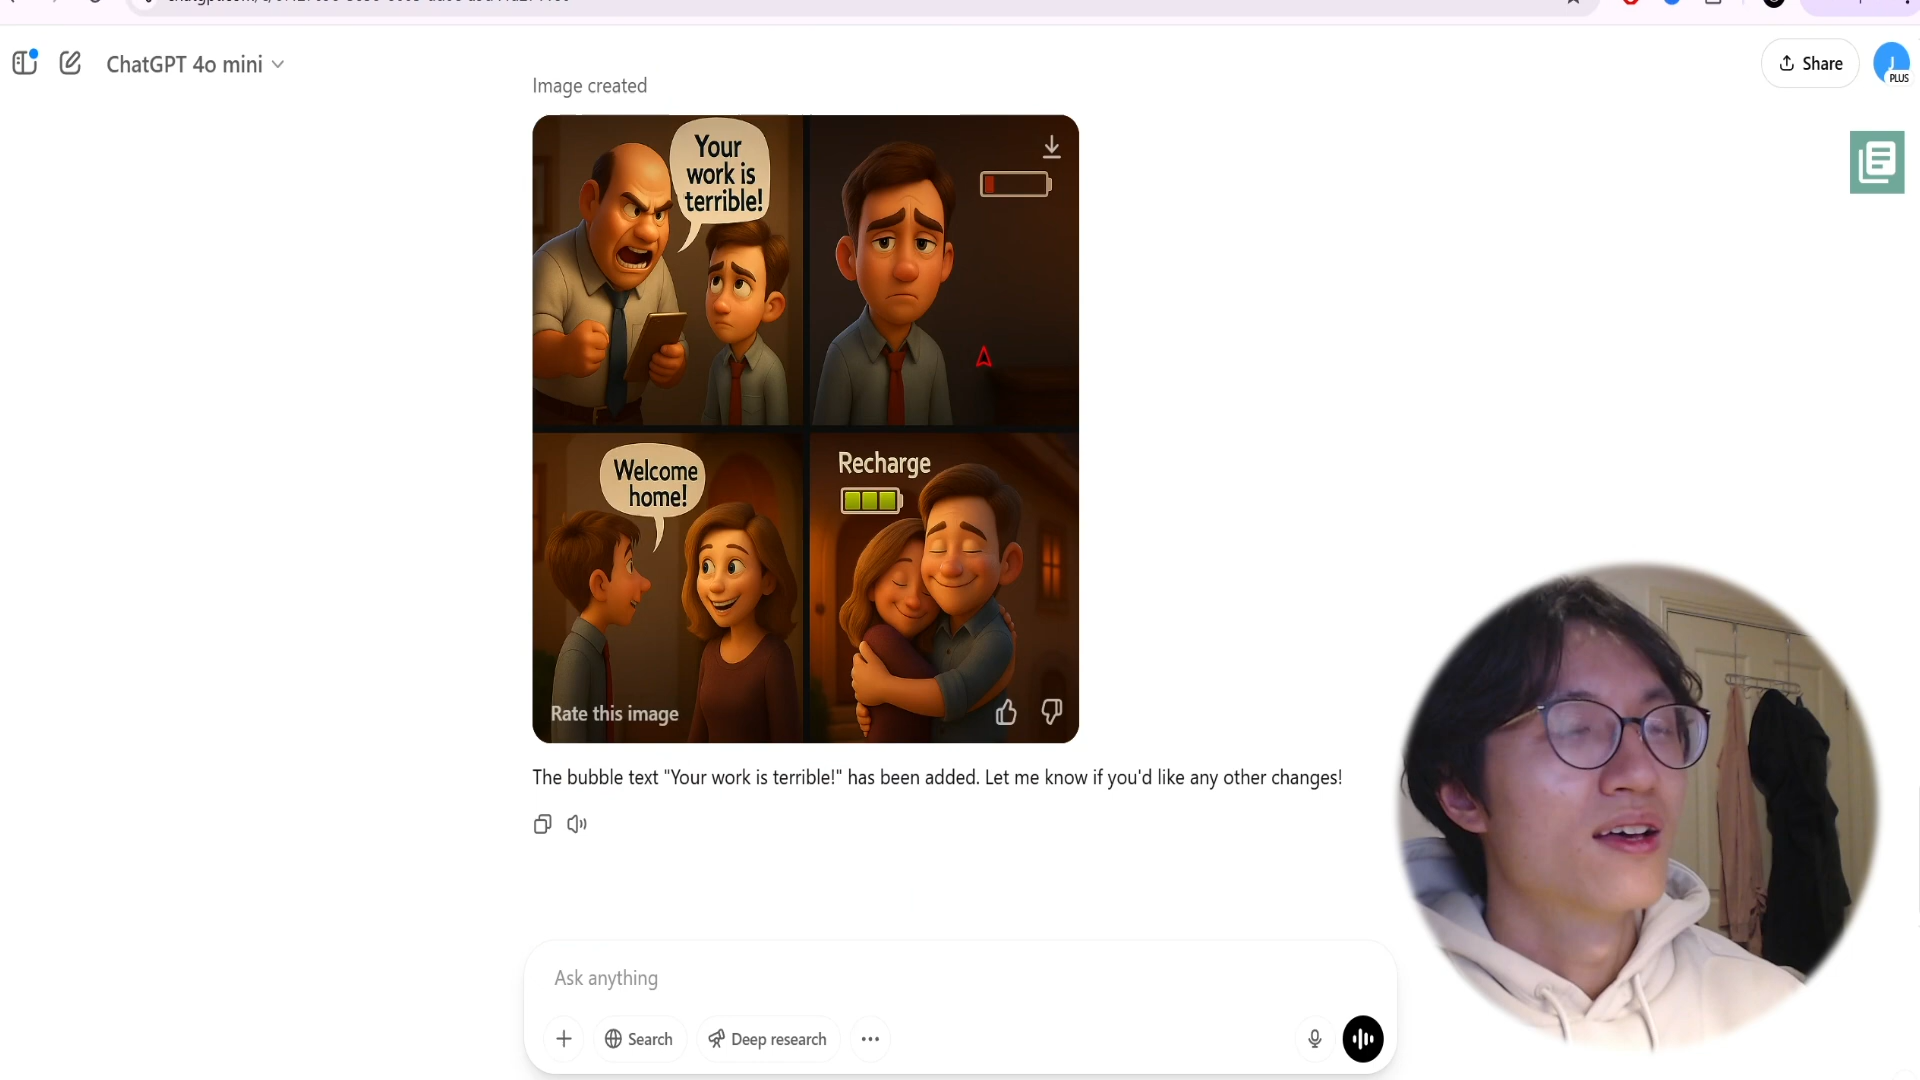 ChatGPT 4o mini
Share
PLUS
Image created
Your
work is
terrible!
Welcome
home!
Recharge
Rate this image
The bubble text "Your work is terrible!" has been added. Let me know if you'd like any other changes!
Ask anything
Search
Deep research